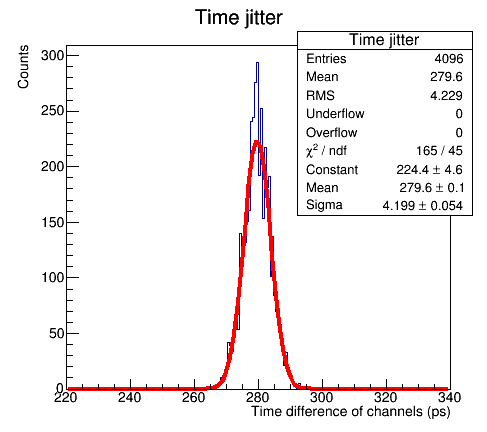 Time jitter
Time jitter
Entries 4096
Mean 279.6
RMS 4.229
Underflow 0
Overflow 0
χ² / ndf 165 / 45
Constant 224.4 ± 4.6
Mean 279.6 ± 0.1
Sigma 4.199 ± 0.054
Counts
300
250
200
150
100
50
0
220 240 260 280 300 320 340
Time difference of channels (ps)